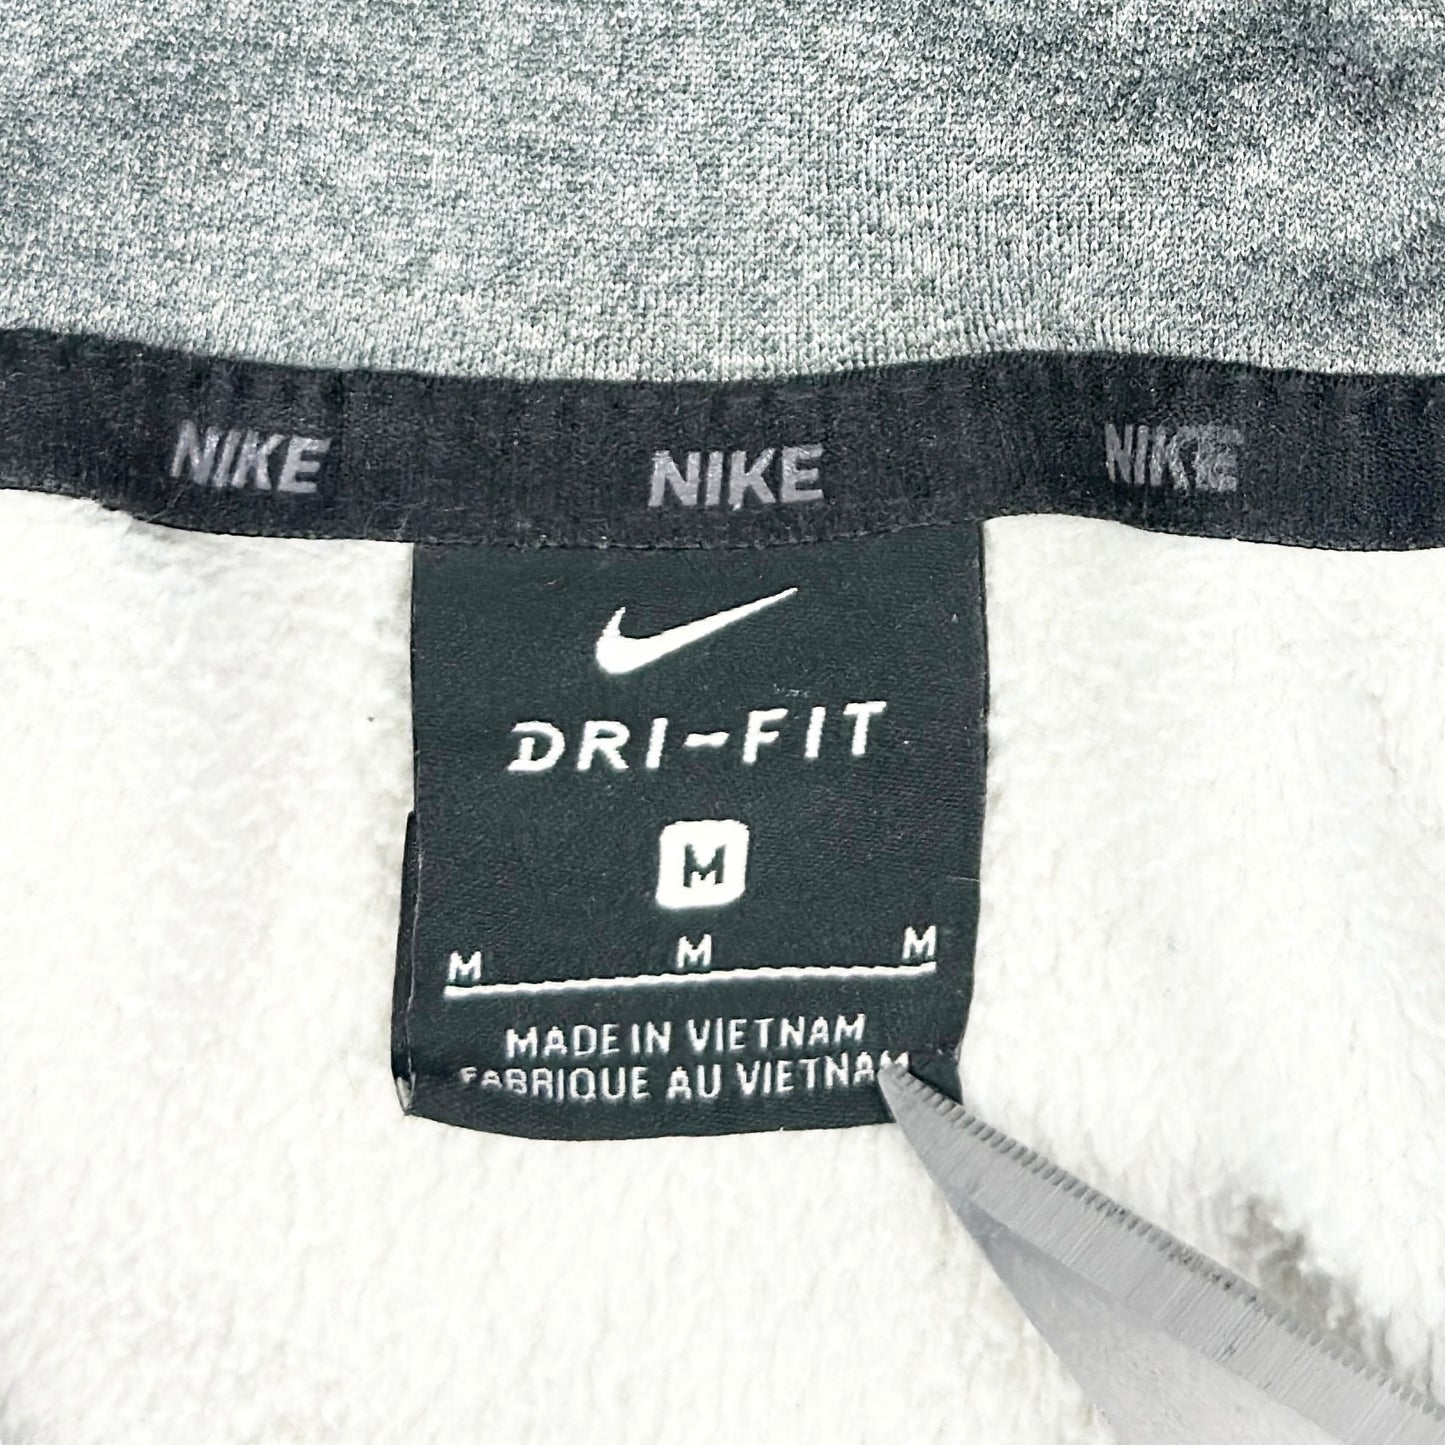 NIKE NIKE NIKE
DRI-FIT
M
M M M
MADE IN VIETNAM
FABRIQUE AU VIETNAM